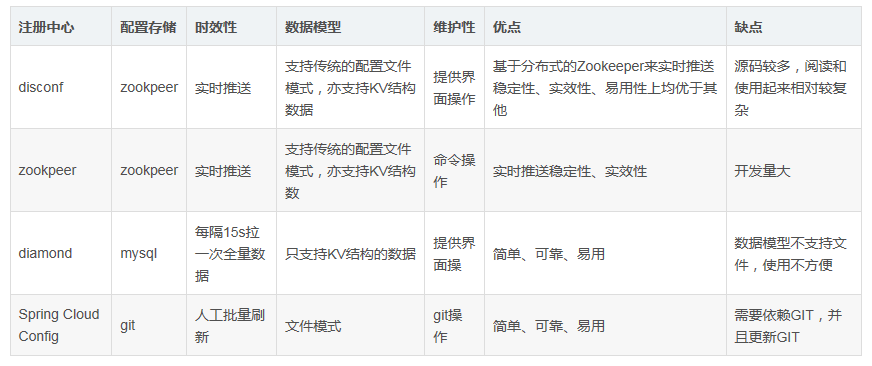 注册中心 配置存储 时效性 数据模型 维护性 优点 缺点
disconf
zookpeer
实时推送
支持传统的配置文件
模式，亦支持KV结构
数据
提供界
面操作
基于分布式的Zookeeper来实时推送
稳定性、实效性、易用性上均优于其
他
源码较多，阅读和
使用起来相对较复
杂
zookpeer
zookpeer
实时推送
支持传统的配置文件
模式，亦支持KV结构
数
命令操
作
实时推送稳定性、实效性
开发量大
diamond
mysql
每隔15s拉
一次全量数
据
只支持KV结构的数据
提供界
面操
简单、可靠、易用
数据模型不支持文
件，使用不方便
Spring Cloud
Config
git
人工批量刷
新
文件模式
git操
作
简单、可靠、易用
需要依赖GIT，并
且更新GIT